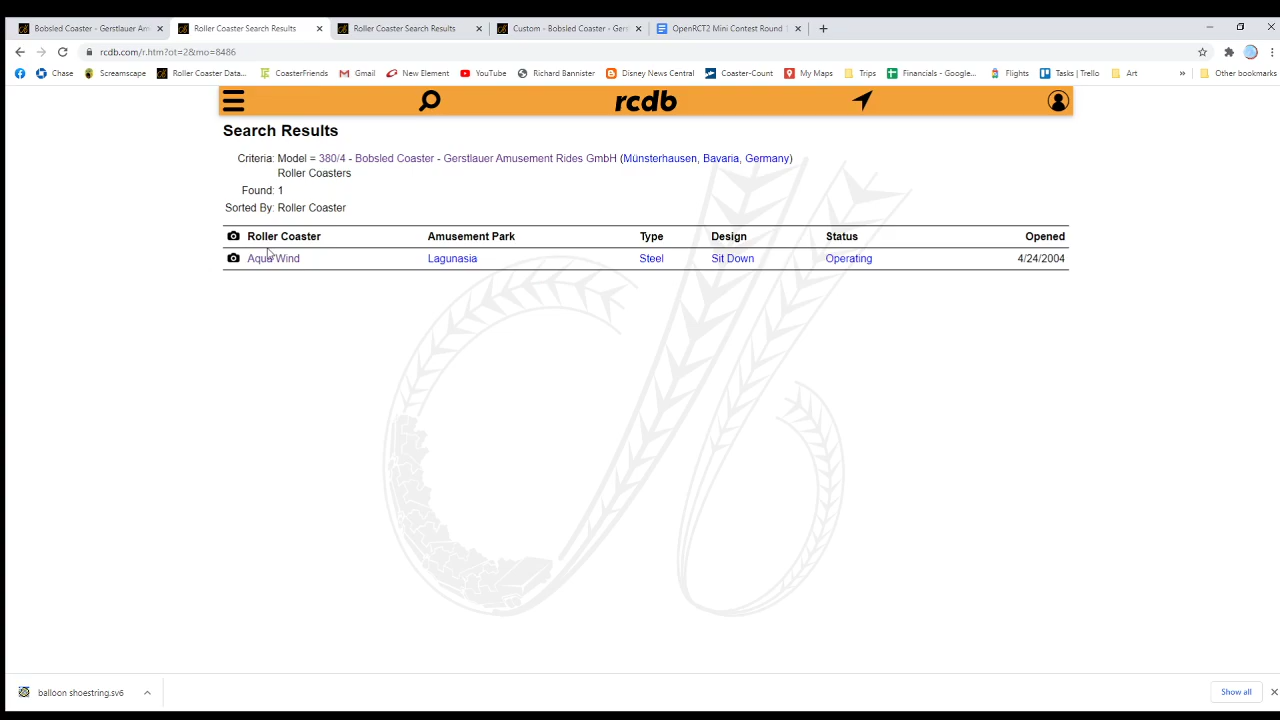 Bobsled Coaster - Gerstlauer Am
Roller Coaster Search Results
Roller Coaster Search Results
Custom - Bobsled Coaster - Gers
OpenRCT2 Mini Contest Round 1
rcdb.com/r.htm?ot=2&mo=8486
Chase
Screamscape
Roller Coaster Data...
CoasterFriends
Gmail
New Element
YouTube
Richard Bannister
Disney News Central
Coaster-Count
My Maps
Trips
Financials - Google...
Flights
Tasks | Trello
Art
Other bookmarks
rcdb
Search Results
Criteria: Model = 380/4 - Bobsled Coaster - Gerstlauer Amusement Rides GmbH (Münsterhausen, Bavaria, Germany)
Roller Coasters
Found: 1
Sorted By: Roller Coaster
Roller Coaster Amusement Park Type Design Status Opened
Aqua Wind Lagunasia Steel Sit Down Operating 4/24/2004
balloon shoestring.sv6
Show all